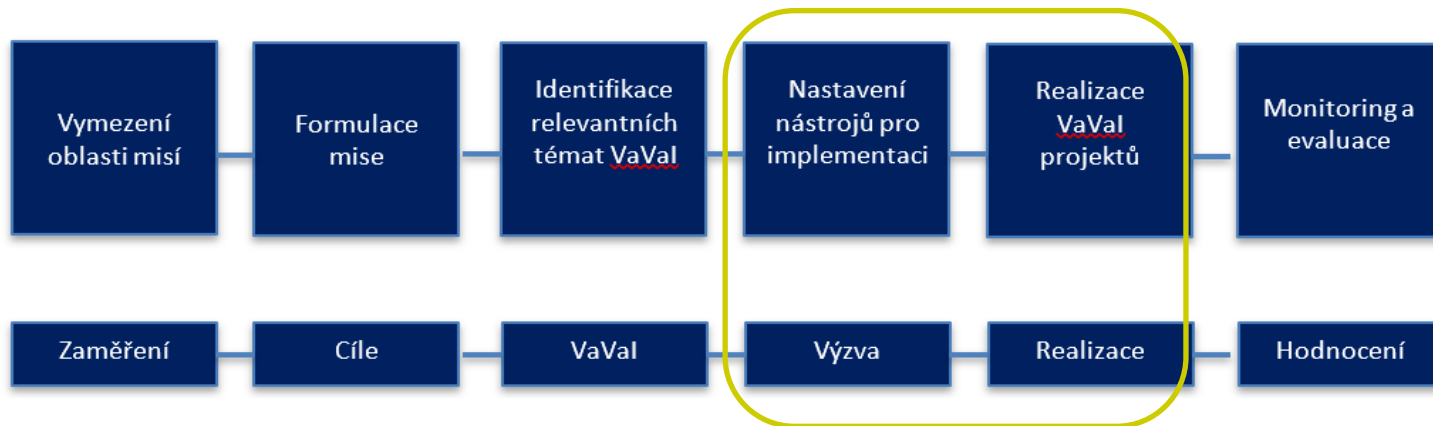 Vymezení
oblasti misí
Formulace
mise
Identifikace
relevantních
témat VaVaI
Nastavení
nástrojů pro
implementaci
Realizace
VaVaI
projektů
Monitoring a
evaluace
Zaměření
Cíle
VaVaI
Výzva
Realizace
Hodnocení